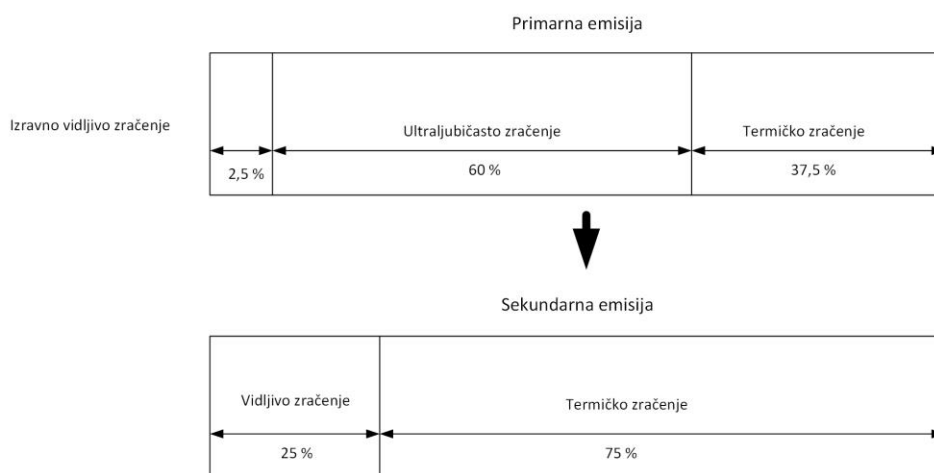 Primarna emisija
Izravno vidljivo zračenje
Ultraljubičasto zračenje
Termičko zračenje
2,5 %
60 %
37,5 %
Sekundarna emisija
Vidljivo zračenje
Termičko zračenje
25 %
75 %